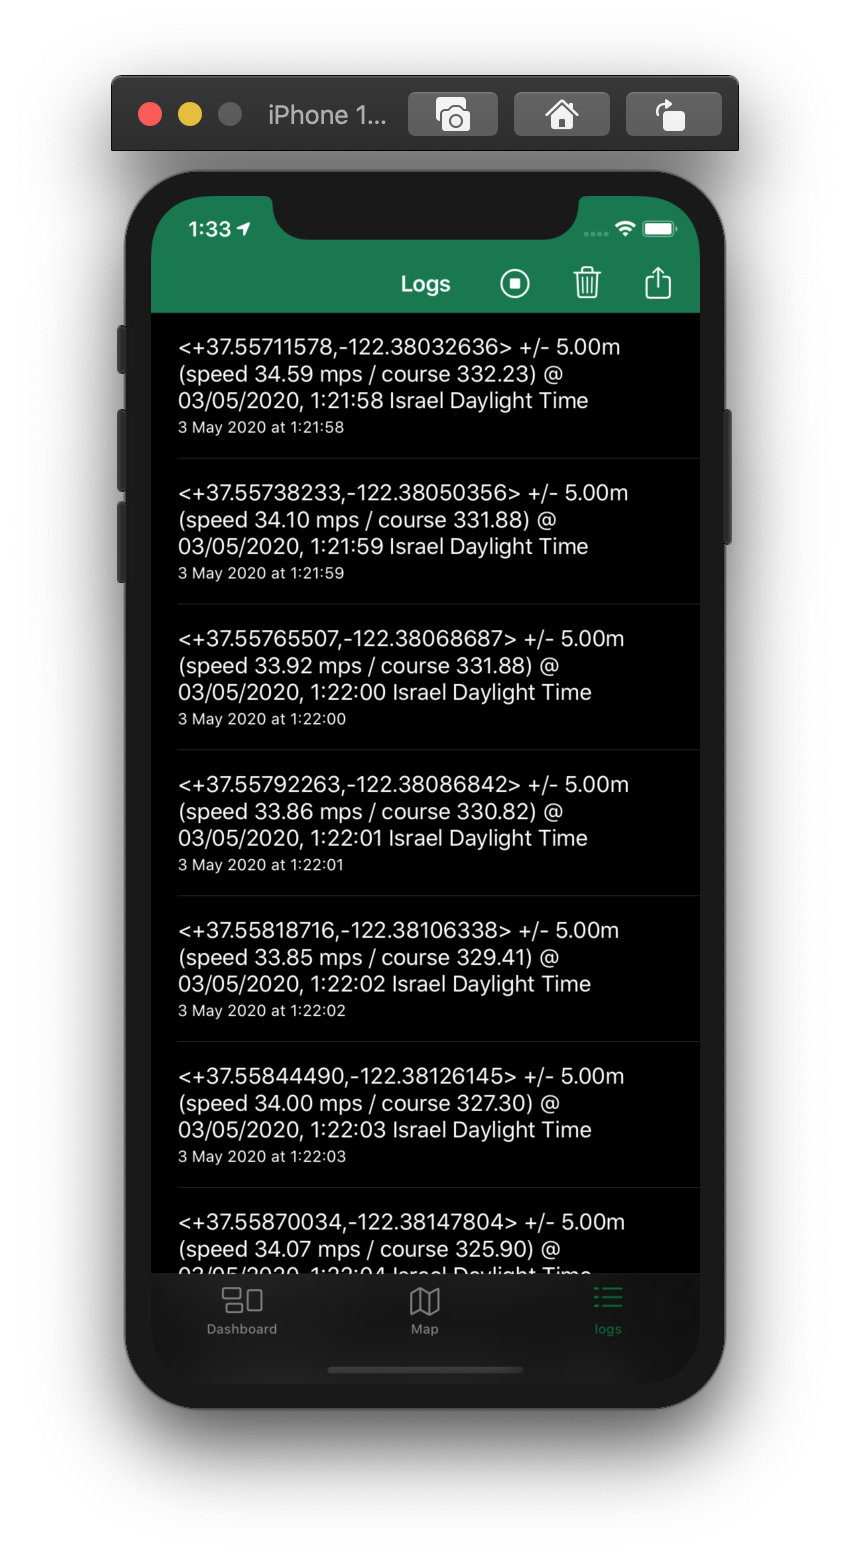 iPhone 1...
1:33
Logs
<+37.55711578,-122.38032636> +/- 5.00m
(speed 34.59 mps / course 332.23) @
03/05/2020, 1:21:58 Israel Daylight Time
3 May 2020 at 1:21:58
<+37.55738233,-122.38050356> +/- 5.00m
(speed 34.10 mps / course 331.88) @
03/05/2020, 1:21:59 Israel Daylight Time
3 May 2020 at 1:21:59
<+37.55765507,-122.38068687> +/- 5.00m
(speed 33.92 mps / course 331.88) @
03/05/2020, 1:22:00 Israel Daylight Time
3 May 2020 at 1:22:00
<+37.55792263,-122.38086842> +/- 5.00m
(speed 33.86 mps / course 330.82) @
03/05/2020, 1:22:01 Israel Daylight Time
3 May 2020 at 1:22:01
<+37.55818716,-122.38106338> +/- 5.00m
(speed 33.85 mps / course 329.41) @
03/05/2020, 1:22:02 Israel Daylight Time
3 May 2020 at 1:22:02
<+37.55844490,-122.38126145> +/- 5.00m
(speed 34.00 mps / course 327.30) @
03/05/2020, 1:22:03 Israel Daylight Time
3 May 2020 at 1:22:03
<+37.55870034,-122.38147804> +/- 5.00m
(speed 34.07 mps / course 325.90) @
03/05/2020, 1:22:04 Israel Daylight Time
Dashboard
Map
logs